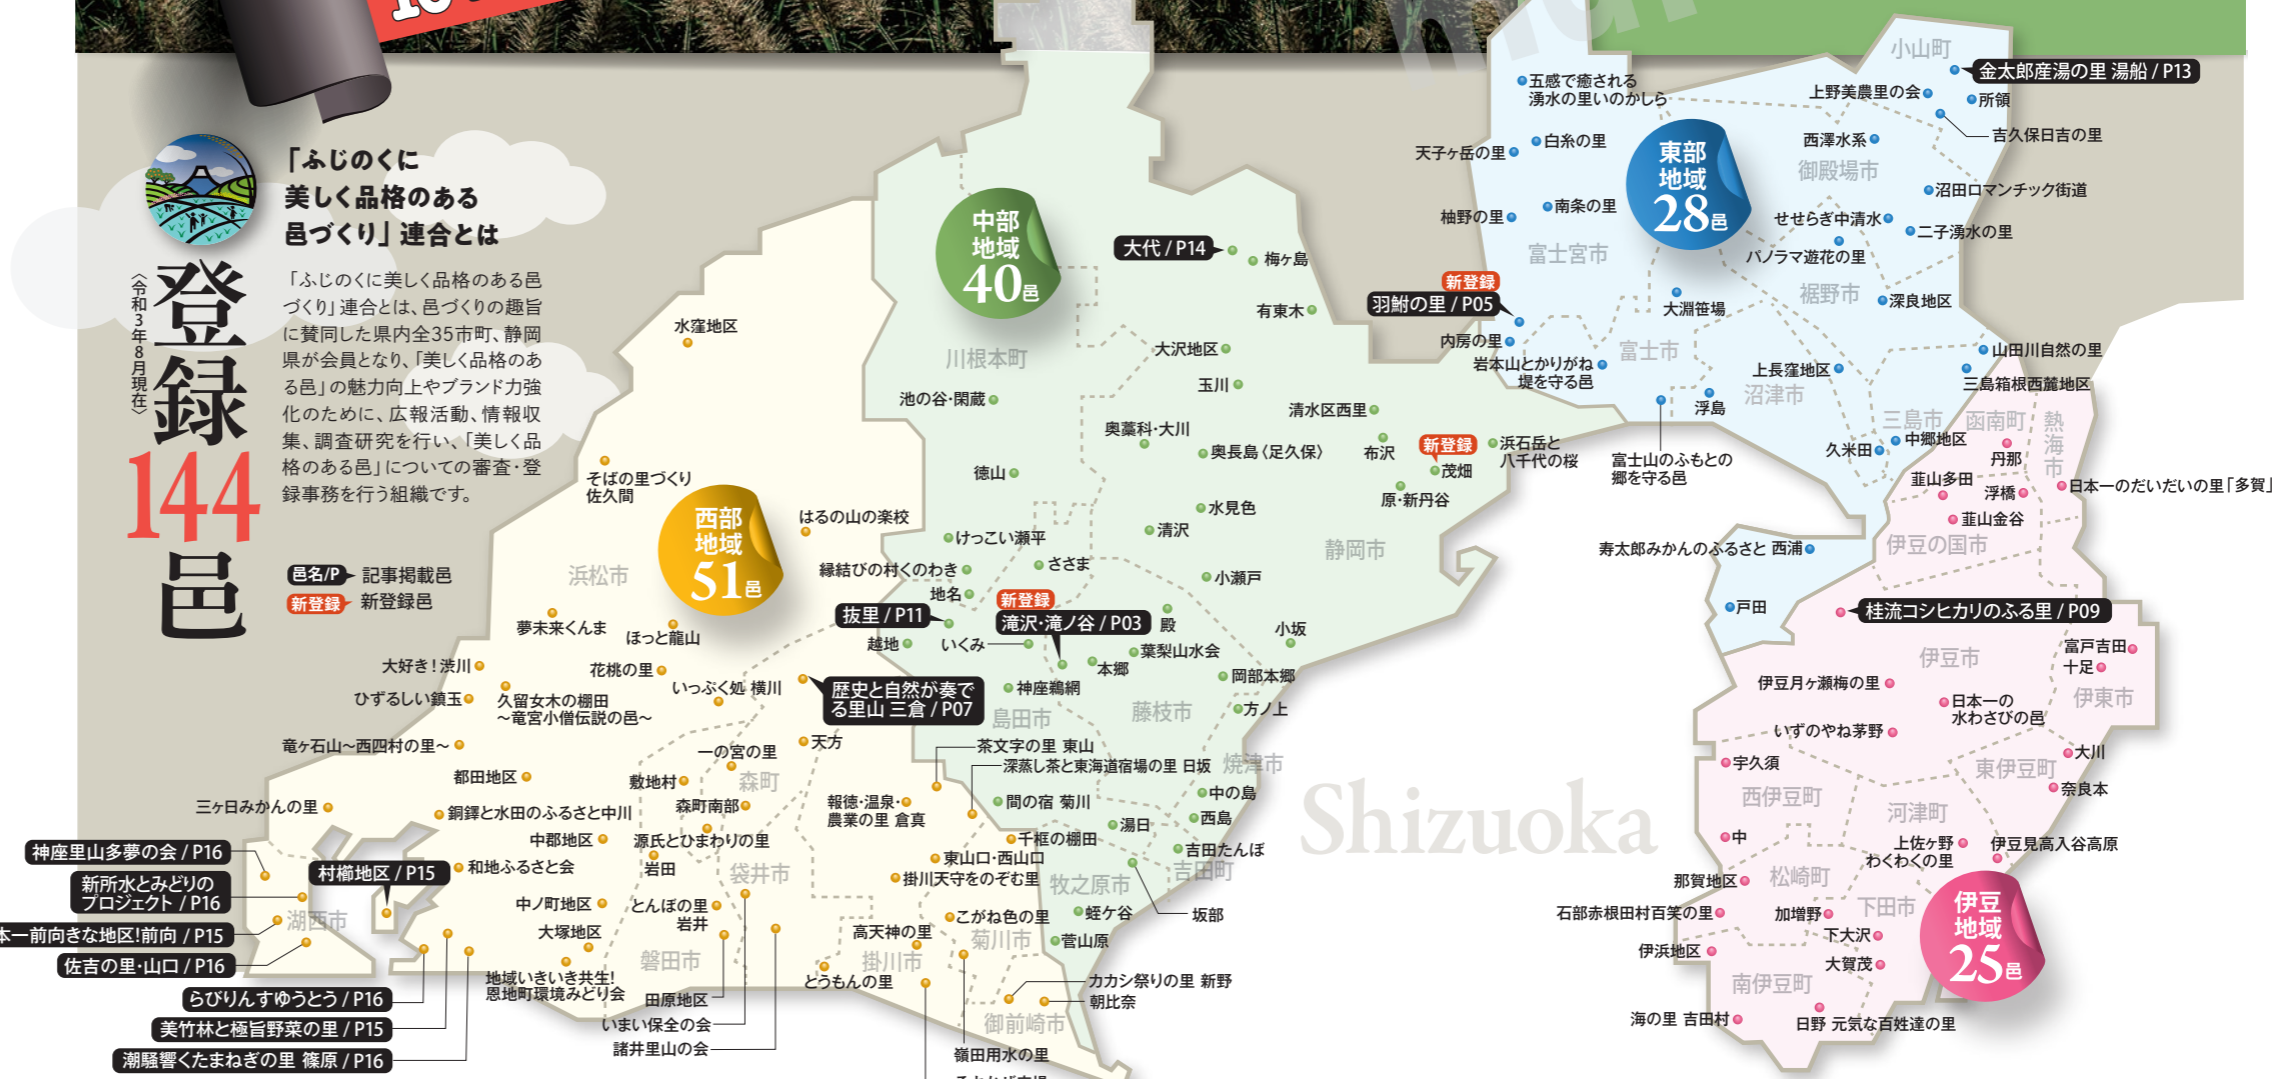 「ふじのくに
美しく品格のある
邑づくり」連合とは
登録
144
邑
〈令和3年8月現在〉
「ふじのくに美しく品格のある邑
づくり」連合とは、邑づくりの趣旨
に賛同した県内全35市町、静岡
県が会員となり、「美しく品格のあ
る邑」の魅力向上やブランド力強
化のために、広報活動、情報収
集、調査研究を行い、「美しく品
格のある邑」についての審査・登
録事務を行う組織です。
邑名/P 記事掲載邑
新登録 新登録邑
西部
地域
51邑
水窪地区
そばの里づくり
佐久間
はるの山の楽校
浜松市
夢未来くんま
ほっと龍山
大好き!渋川
花桃の里
ひずるしい鎮玉
久留女木の棚田
~竜宮小僧伝説の邑~
いっぷく処 横川
歴史と自然が奏で
る里山 三倉 / P07
竜ヶ石山~西四村の里~
一の宮の里
天方
都田地区
敷地村
森町
三ヶ日みかんの里
銅鐸と水田のふるさと中川
森町南部
報徳・温泉・
農業の里 倉真
中郡地区
源氏とひまわりの里
神座里山多夢の会 / P16
村櫛地区 / P15
和地ふるさと会
岩田
袋井市
東山口・西山口
掛川天守をのぞむ里
新所水とみどりの
プロジェクト / P16
湖西市
中ノ町地区
とんぼの里
岩井
こがね色の里
本一前向きな地区!前向 / P15
大塚地区
高天神の里
菊川市
佐吉の里・山口 / P16
磐田市
掛川市
地域いきいき共生!
恩地町環境みどり会
とうもんの里
らびりんすゆうとう / P16
田原地区
カカシ祭りの里 新野
朝比奈
美竹林と極旨野菜の里 / P15
いまい保全の会
御前崎市
潮騒響くたまねぎの里 篠原 / P16
諸井里山の会
嶺田用水の里
茶文字の里 東山
深蒸し茶と東海道宿場の里 日坂
中部
地域
40邑
大代 / P14
梅ヶ島
有東木
川根本町
大沢地区
玉川
池の谷・閑蔵
清水区西里
奥藁科・大川
奥長島〈足久保〉
布沢
新登録
茂畑
浜石岳と
八千代の桜
徳山
原・新丹谷
水見色
けっこい瀬平
清沢
静岡市
縁結びの村くのわき
ささま
小瀬戸
地名
新登録
滝沢・滝ノ谷 / P03
抜里 / P11
殿
小坂
越地
いくみ
本郷
葉梨山水会
神座鵜網
岡部本郷
島田市
藤枝市
方ノ上
焼津市
間の宿 菊川
中の島
湯日
西島
千框の棚田
吉田たんぼ
牧之原市
吉田町
蛭ケ谷
坂部
菅山原
Shizuoka
東部
地域
28邑
小山町
金太郎産湯の里 湯船 / P13
五感で癒される
湧水の里いのかしら
上野美農里の会
所領
吉久保日吉の里
天子ヶ岳の里
白糸の里
西澤水系
御殿場市
沼田ロマンチック街道
柚野の里
南条の里
せせらぎ中清水
二子湧水の里
富士宮市
パノラマ遊花の里
新登録
羽鮒の里 / P05
大淵笹場
裾野市
深良地区
内房の里
富士市
岩本山とかりがね
堤を守る邑
山田川自然の里
上長窪地区
三島箱根西麓地区
浮島
沼津市
三島市
中郷地区
久米田
富士山のふもとの
郷を守る邑
寿太郎みかんのふるさと 西浦
戸田
伊豆
地域
25邑
函南町
熱海市
丹那
韮山多田
浮橋
日本一のだいだいの里「多賀」
韮山金谷
伊豆の国市
桂流コシヒカリのふる里 / P09
富戸吉田
十足
伊豆市
伊東市
伊豆月ヶ瀬梅の里
日本一の
水わさびの邑
いずのやね茅野
大川
宇久須
東伊豆町
奈良本
西伊豆町
河津町
中
上佐ヶ野
わくわくの里
伊豆見高入谷高原
那賀地区
松崎町
石部赤根田村百笑の里
加増野
下田市
下大沢
伊浜地区
大賀茂
南伊豆町
海の里 吉田村
日野 元気な百姓達の里